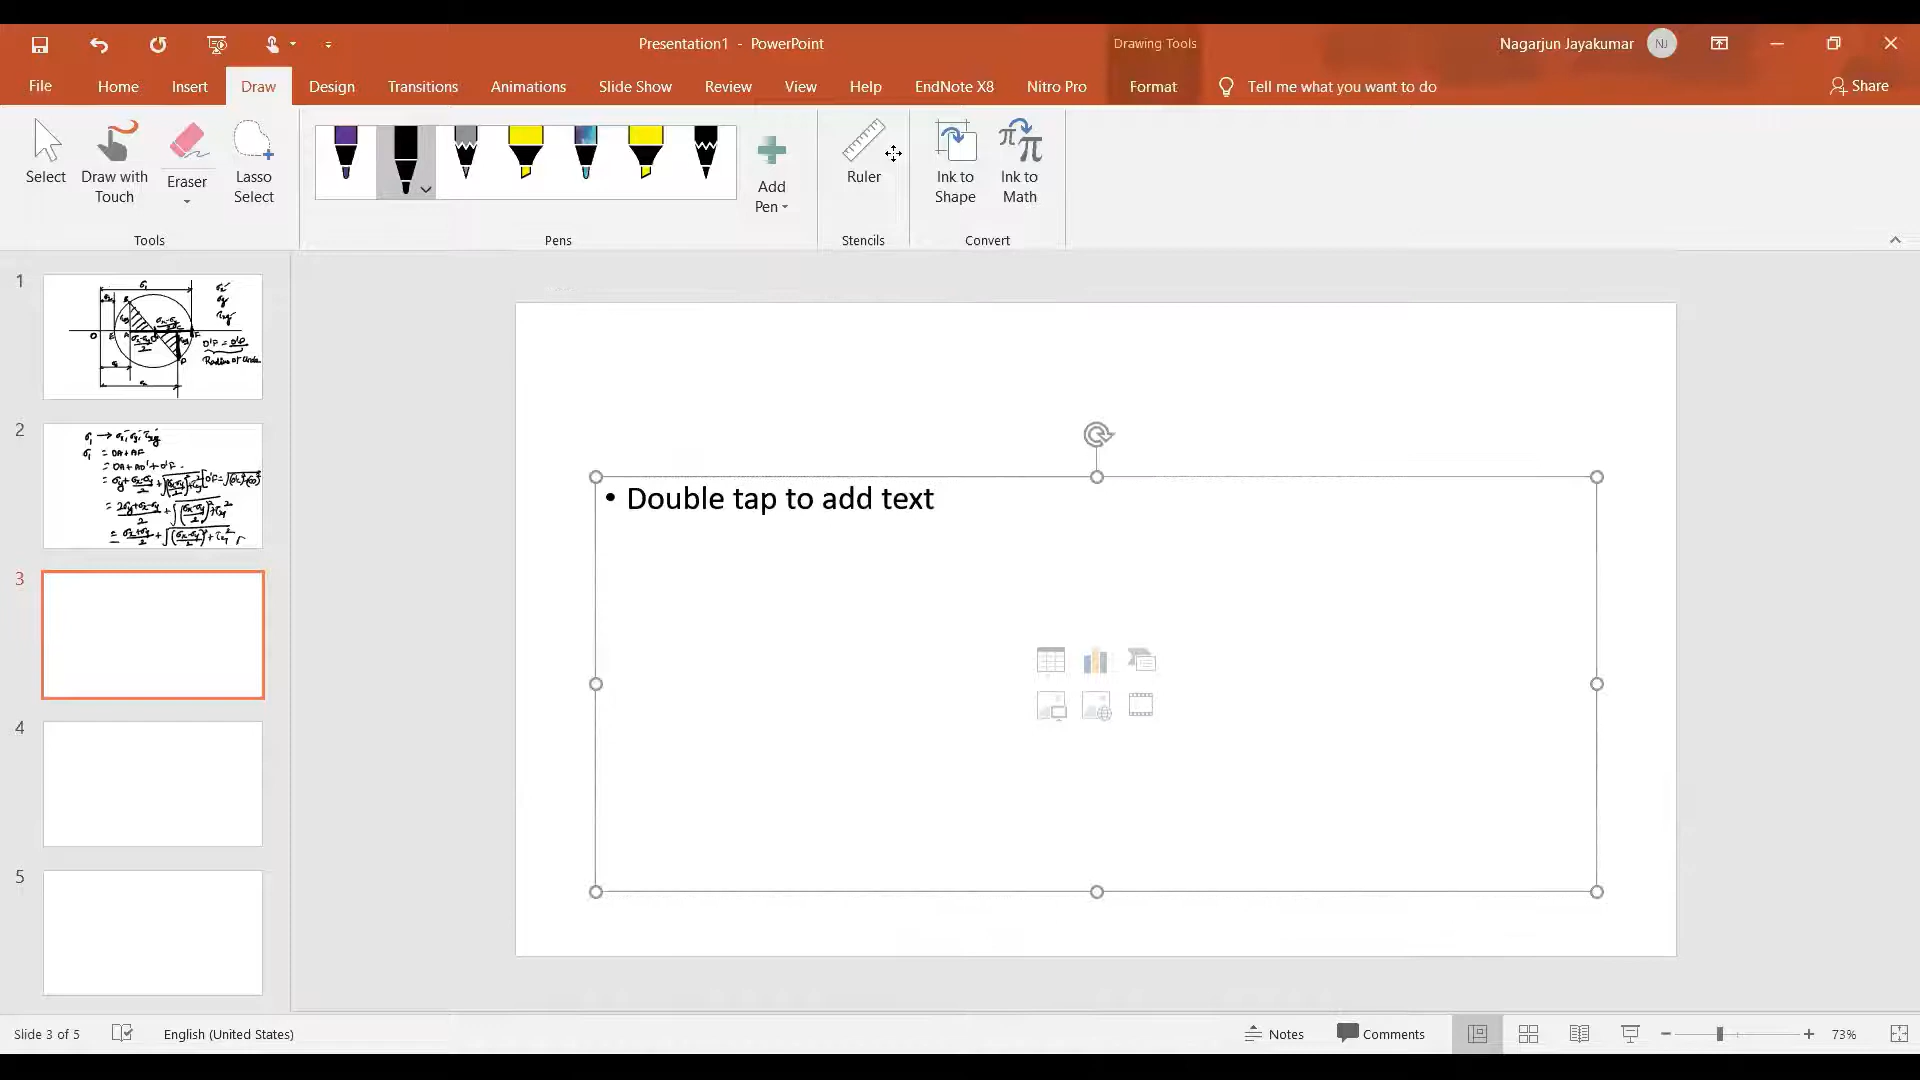 Presentation1 - PowerPoint
Drawing Tools
Nagarjun Jayakumar
NJ
File
Home
Insert
Draw
Design
Transitions
Animations
Slide Show
Review
View
Help
EndNote X8
Nitro Pro
Format
Tell me what you want to do
Share
Select
Draw with Touch
Eraser
Lasso Select
Add Pen
Ruler
Ink to Shape
Ink to Math
Tools
Pens
Stencils
Convert
1
2
3
4
5
• Double tap to add text
Slide 3 of 5
English (United States)
Notes
Comments
73%